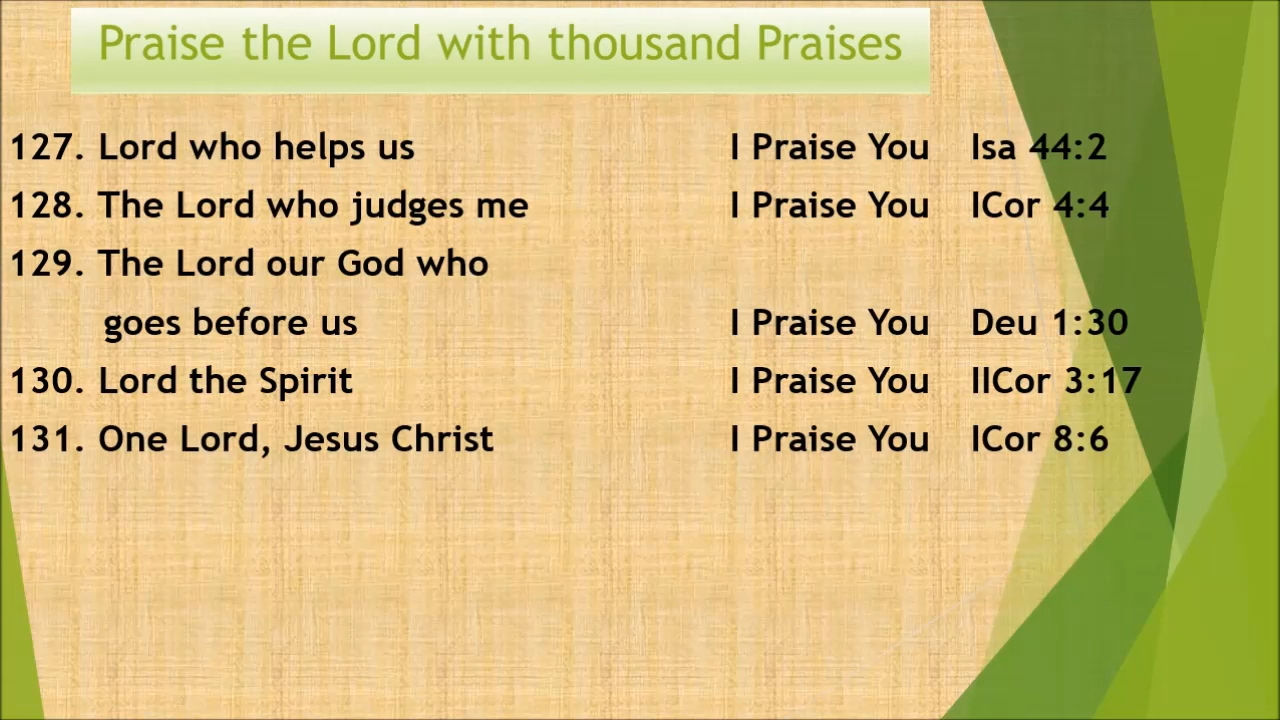 Praise the Lord with thousand Praises
127. Lord who helps us I Praise You Isa 44:2
128. The Lord who judges me I Praise You ICor 4:4
129. The Lord our God who
goes before us I Praise You Deu 1:30
130. Lord the Spirit I Praise You IICor 3:17
131. One Lord, Jesus Christ I Praise You ICor 8:6